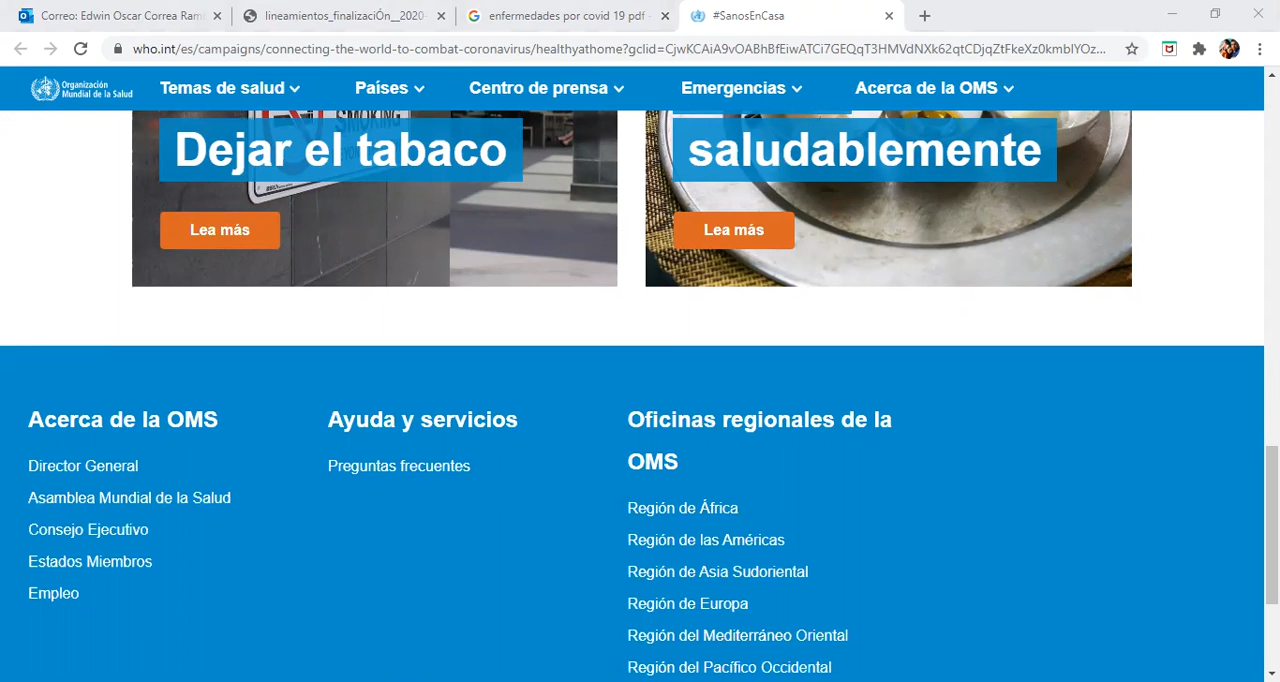 Correo: Edwin Oscar Correa Ram
lineamientos_finalizaciÓn__2020-
enfermedades por covid 19 pdf -
#SanosEnCasa
who.int/es/campaigns/connecting-the-world-to-combat-coronavirus/healthyathome?gclid=CjwKCAiA9vOABhBfEiwATCi7GEQqT3HMVdNXk62qtCDjqZtFkeXz0kmblYOz...
Organización
Mundial de la Salud
Temas de salud
Países
Centro de prensa
Emergencias
Acerca de la OMS
SMOKING
Dejar el tabaco
saludablemente
Lea más
Lea más
Acerca de la OMS
Director General
Asamblea Mundial de la Salud
Consejo Ejecutivo
Estados Miembros
Empleo
Ayuda y servicios
Preguntas frecuentes
Oficinas regionales de la
OMS
Región de África
Región de las Américas
Región de Asia Sudoriental
Región de Europa
Región del Mediterráneo Oriental
Región del Pacífico Occidental